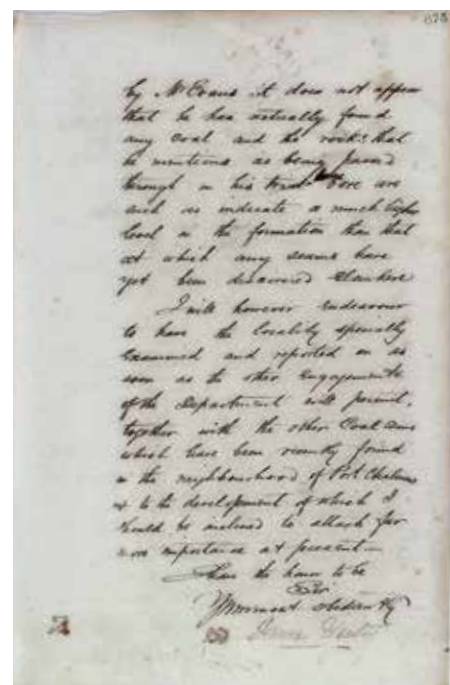 by Mr Evans it does not appear
that he has actually found
any Coal and the rocks that
he mentions as being passed
through in his trial bore are
such as indicate a much higher
level in the formation than that
at which any seams have
yet been discovered elsewhere
I will however endeavour
to have the locality specially
examined and reported on as
soon as the other engagements
of the Department will permit,
together with the other Coal seams
which have been recently found
in the neighbourhood of Port Chalmers
& to the development of which I
would be inclined to attach far
more importance at present—
I have the honor to be
Sir
Your most obedient